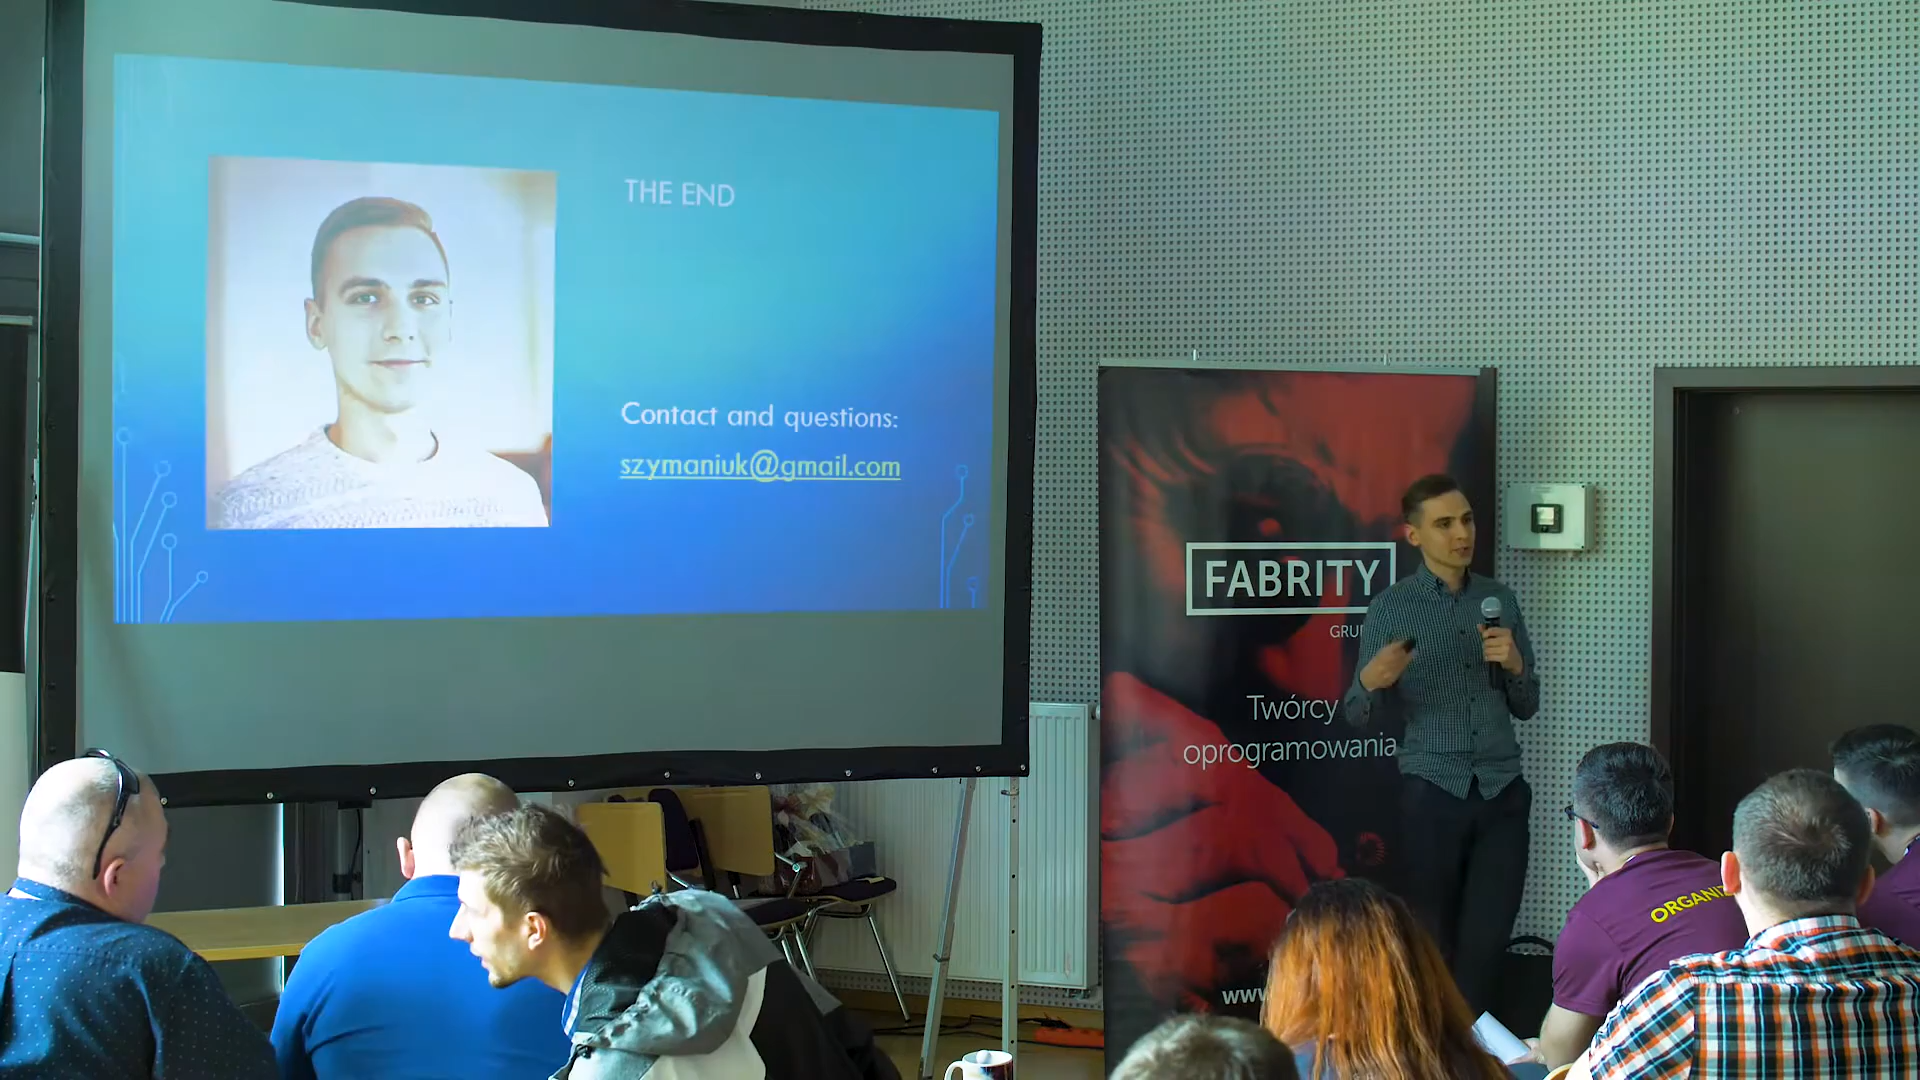 THE END
Contact and questions:
szymaniuk@gmail.com
FABRITY
Twórcy
oprogramowania